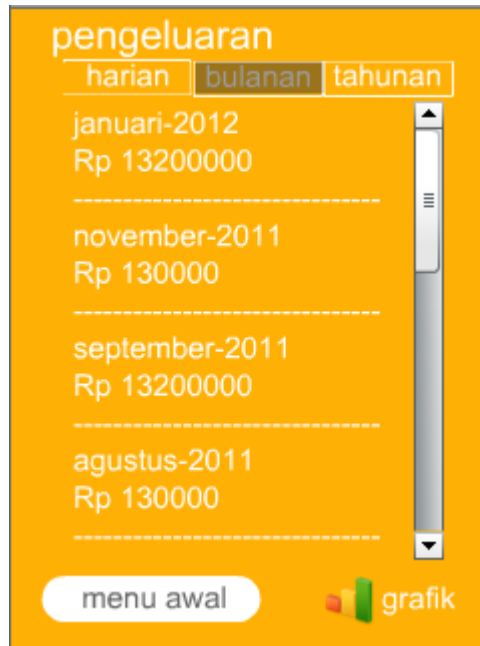 pengeluaran
harian bulanan tahunan
januari-2012
Rp 13200000
------------------------------
november-2011
Rp 130000
------------------------------
september-2011
Rp 13200000
------------------------------
agustus-2011
Rp 130000
------------------------------
menu awal grafik